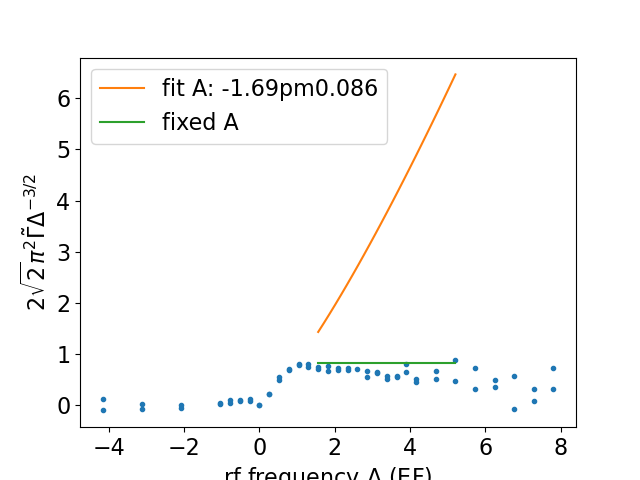 fit A: -1.69pm0.086
fixed A
6
5
4
3
2
1
0
2√2π²Γ̃Δ^{-3/2}
−4 −2 0 2 4 6 8
rf frequency Δ (EF)